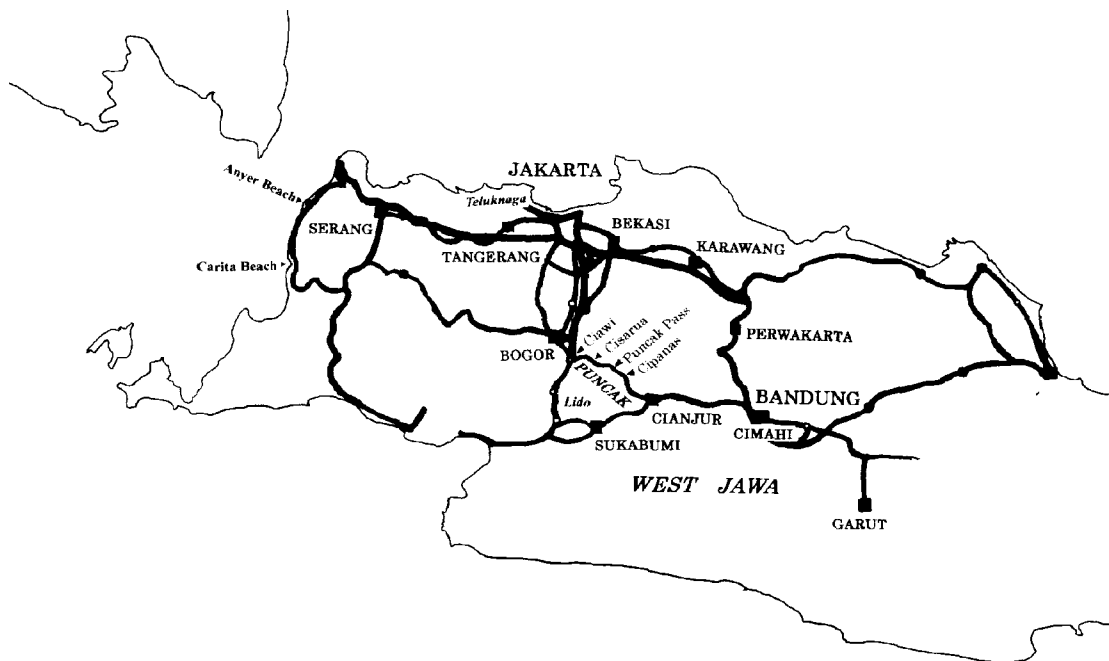 JAKARTA
Anyer Beach
Teluknaga
SERANG
BEKASI
TANGERANG
KARAWANG
Carita Beach
Ciawi
Cisarua
Puncak Pass
Cipanas
PERWAKARTA
BOGOR
PUNCAK
Lido
BANDUNG
CIANJUR
CIMAHI
SUKABUMI
WEST JAWA
GARUT